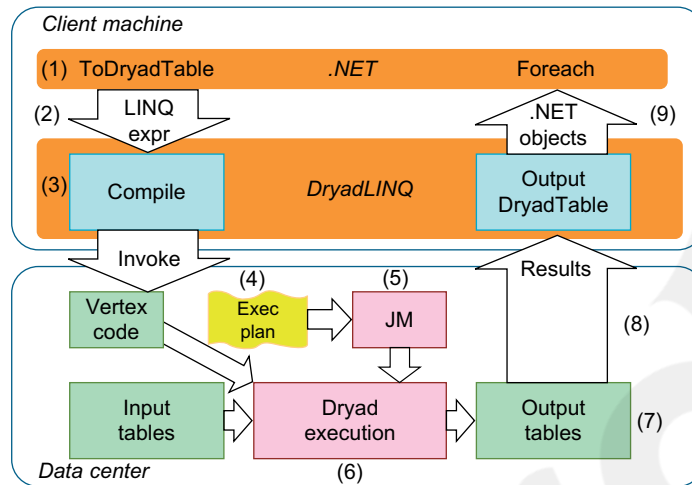 Client machine
(1) ToDryadTable .NET Foreach
(2) LINQ expr
.NET objects (9)
(3) Compile
DryadLINQ
Output DryadTable
Invoke
Results
(4) (5)
Vertex code
Exec plan
JM
(8)
Input tables
Dryad execution
Output tables
(7)
Data center
(6)